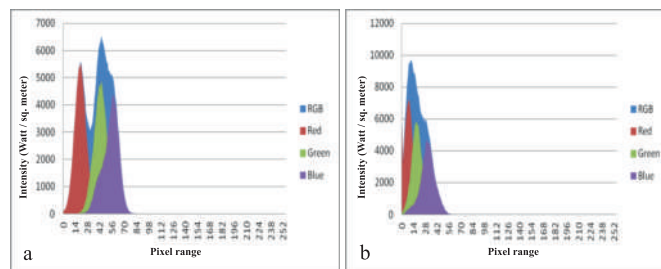 7000
6000
5000
4000
3000
2000
1000
0
Intensity (Watt / sq. meter)
0 14 28 42 56 70 84 98 112 126 140 154 168 182 196 210 224 238 252
Pixel range
RGB
Red
Green
Blue
a
12000
10000
8000
6000
4000
2000
0
Intensity (Watt / sq. meter)
0 14 28 42 56 70 84 98 112 126 140 154 168 182 196 210 224 238 252
Pixel range
RGB
Red
Green
Blue
b